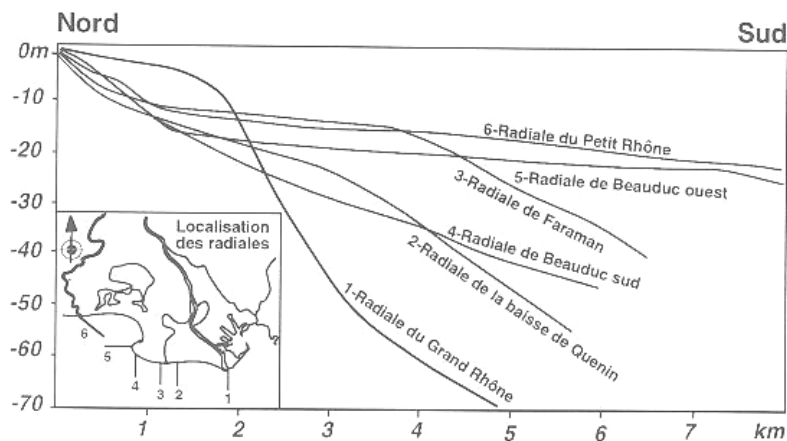 Nord
Sud
0m
-10
-20
-30
-40
-50
-60
-70
6-Radiale du Petit Rhône
5-Radiale de Beauduc ouest
3-Radiale de Faraman
4-Radiale de Beauduc sud
2-Radiale de la baisse de Quenin
1-Radiale du Grand Rhône
Localisation
des radiales
6
5
4
3
2
1
1
2
3
4
5
6
7
km